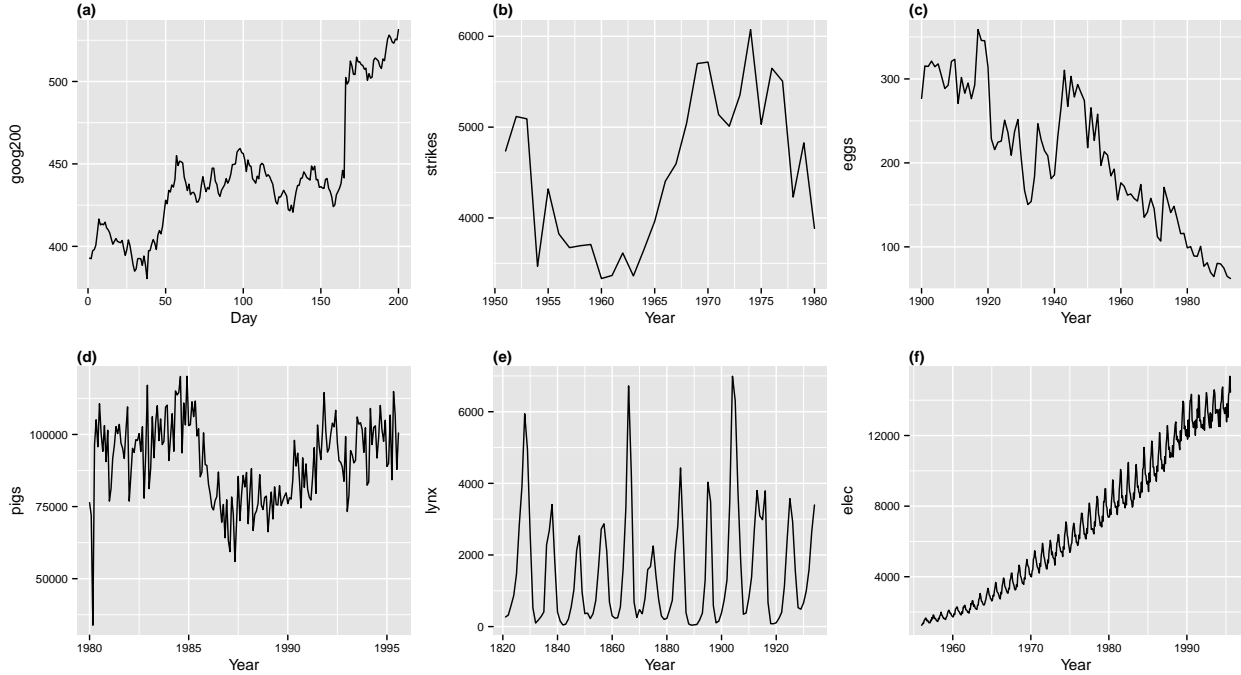 (a)
goog200
500
450
400
0 50 100 150 200
Day
(b)
strikes
6000
5000
4000
1950 1955 1960 1965 1970 1975 1980
Year
(c)
eggs
300
200
100
1900 1920 1940 1960 1980
Year
(d)
pigs
100000
75000
50000
1980 1985 1990 1995
Year
(e)
lynx
6000
4000
2000
0
1820 1840 1860 1880 1900 1920
Year
(f)
elec
12000
8000
4000
1960 1970 1980 1990
Year